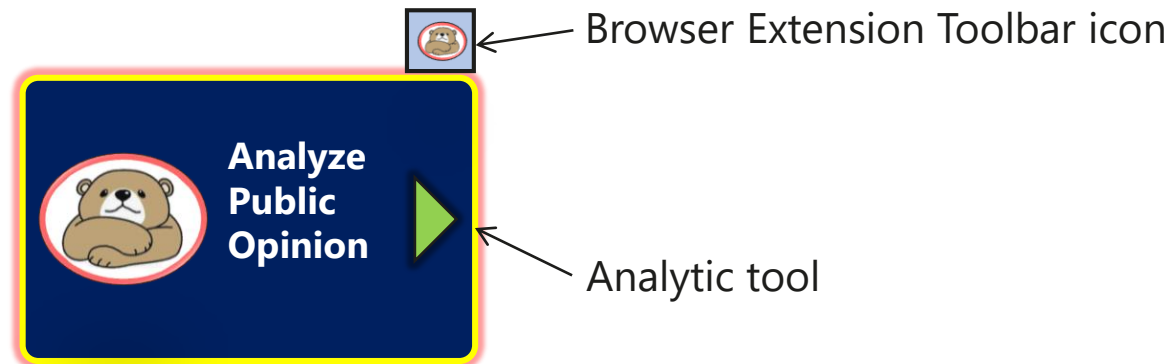 Browser Extension Toolbar icon
Analyze
Public
Opinion
Analytic tool